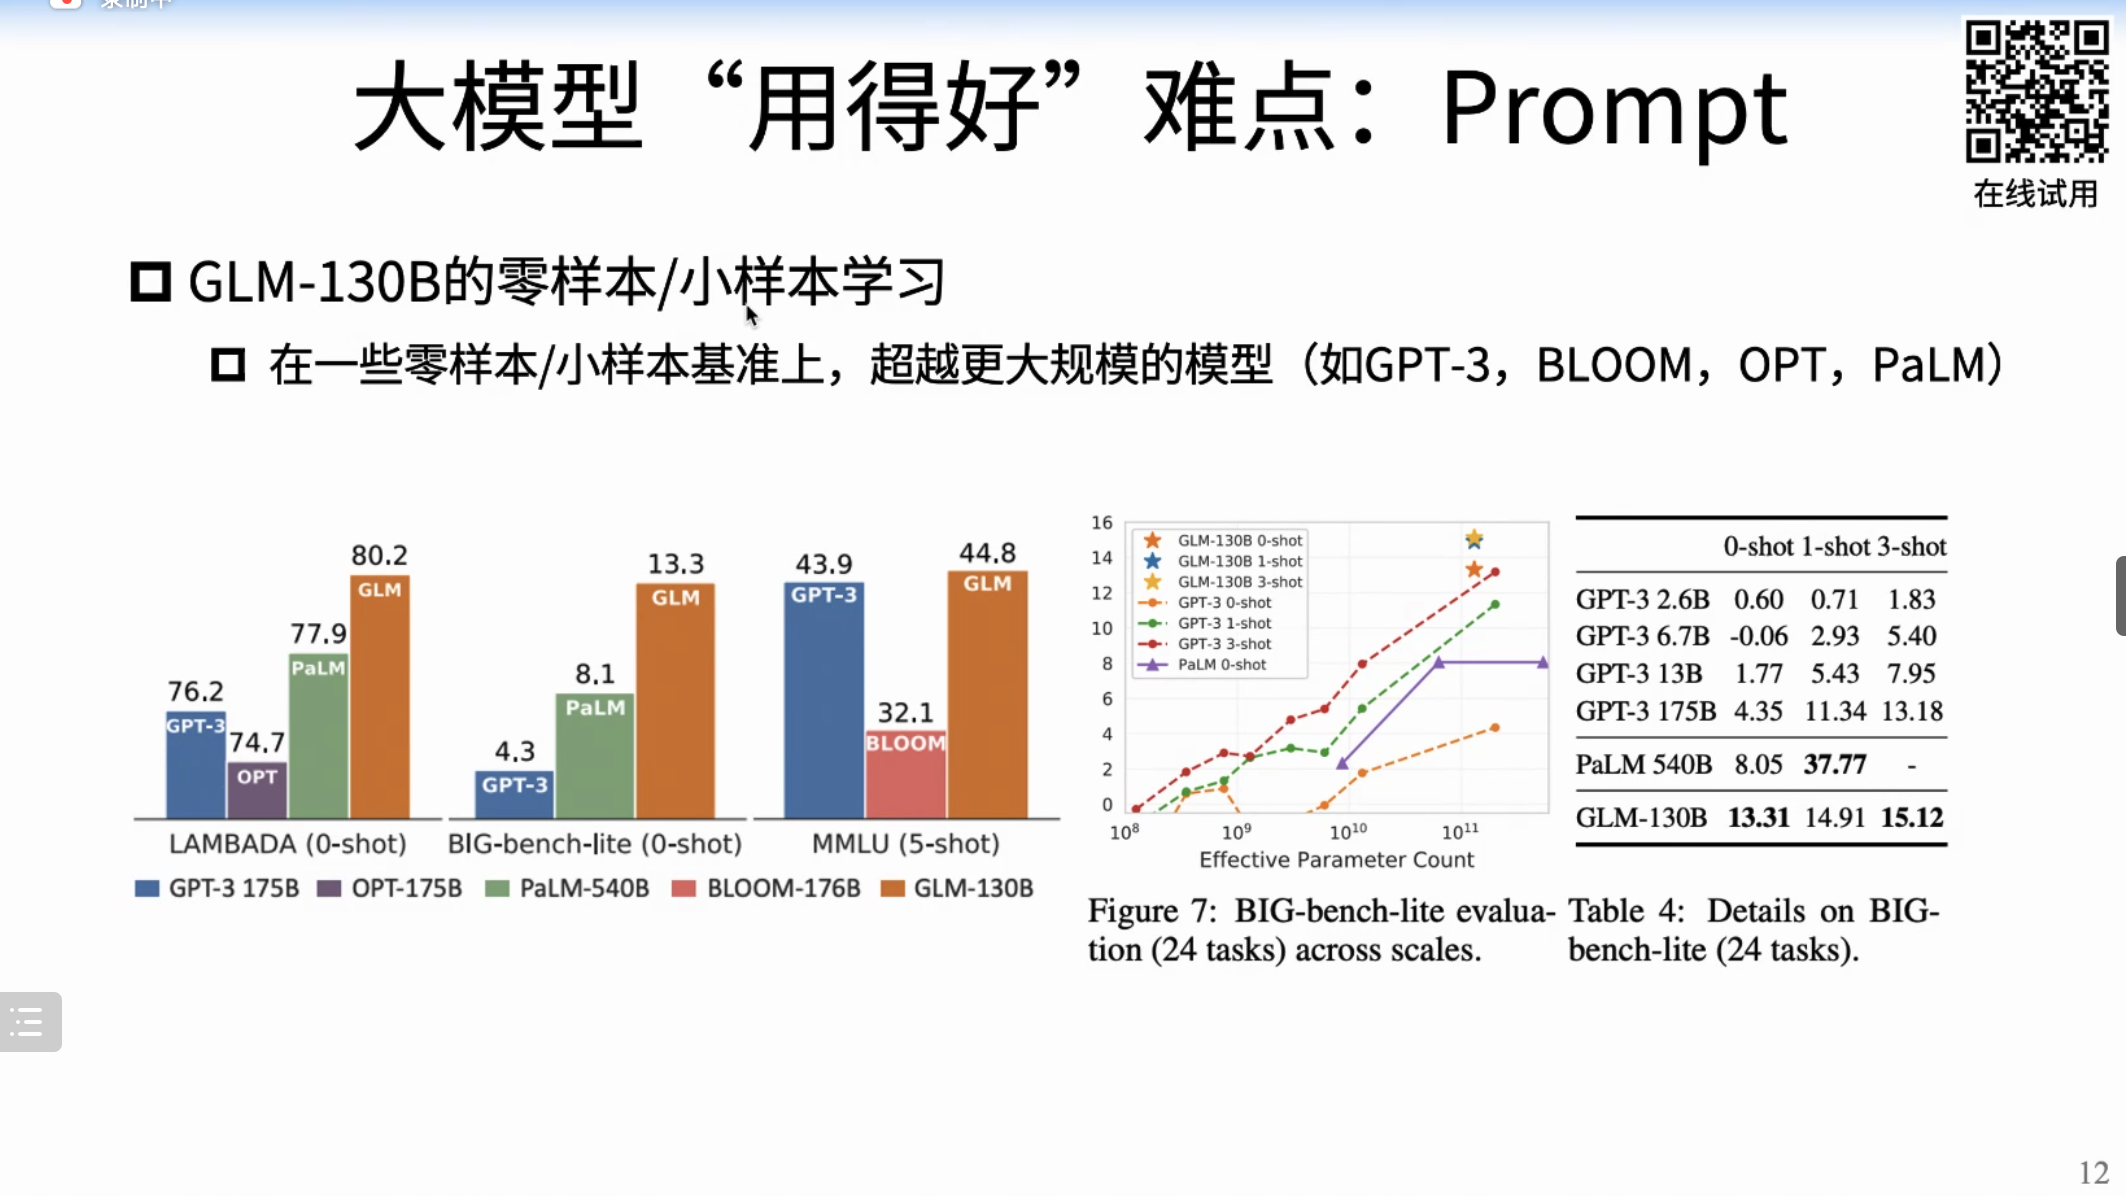 录制中
大模型“用得好”难点：Prompt
在线试用
GLM-130B的零样本/小样本学习
在一些零样本/小样本基准上，超越更大规模的模型（如GPT-3，BLOOM，OPT，PaLM）
76.2
GPT-3
74.7
OPT
77.9
PaLM
80.2
GLM
LAMBADA (0-shot)
4.3
GPT-3
8.1
PaLM
13.3
GLM
BIG-bench-lite (0-shot)
43.9
GPT-3
32.1
BLOOM
44.8
GLM
MMLU (5-shot)
GPT-3 175B OPT-175B PaLM-540B BLOOM-176B GLM-130B
16
14
12
10
8
6
4
2
0
GLM-130B 0-shot
GLM-130B 1-shot
GLM-130B 3-shot
GPT-3 0-shot
GPT-3 1-shot
GPT-3 3-shot
PaLM 0-shot
10⁸ 10⁹ 10¹⁰ 10¹¹
Effective Parameter Count
Figure 7: BIG-bench-lite evalua-
tion (24 tasks) across scales.
0-shot 1-shot 3-shot
GPT-3 2.6B 0.60 0.71 1.83
GPT-3 6.7B -0.06 2.93 5.40
GPT-3 13B 1.77 5.43 7.95
GPT-3 175B 4.35 11.34 13.18
PaLM 540B 8.05 37.77 -
GLM-130B 13.31 14.91 15.12
Table 4: Details on BIG-
bench-lite (24 tasks).
12